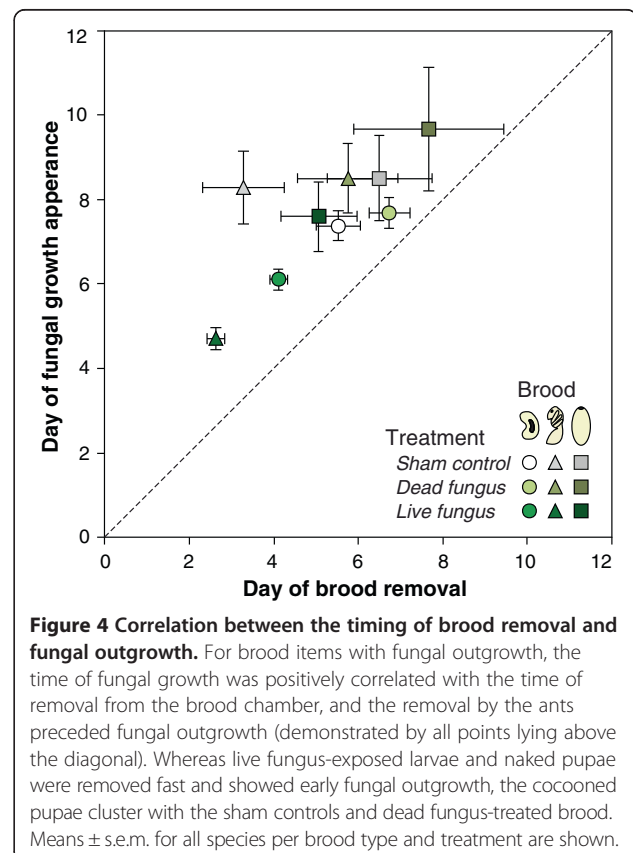 12
10
8
6
4
2
0
Day of fungal growth apperance
0 2 4 6 8 10 12
Day of brood removal
Brood
Treatment
Sham control
Dead fungus
Live fungus
Figure 4 Correlation between the timing of brood removal and
fungal outgrowth. For brood items with fungal outgrowth, the
time of fungal growth was positively correlated with the time of
removal from the brood chamber, and the removal by the ants
preceded fungal outgrowth (demonstrated by all points lying above
the diagonal). Whereas live fungus-exposed larvae and naked pupae
were removed fast and showed early fungal outgrowth, the cocooned
pupae cluster with the sham controls and dead fungus-treated brood.
Means ± s.e.m. for all species per brood type and treatment are shown.